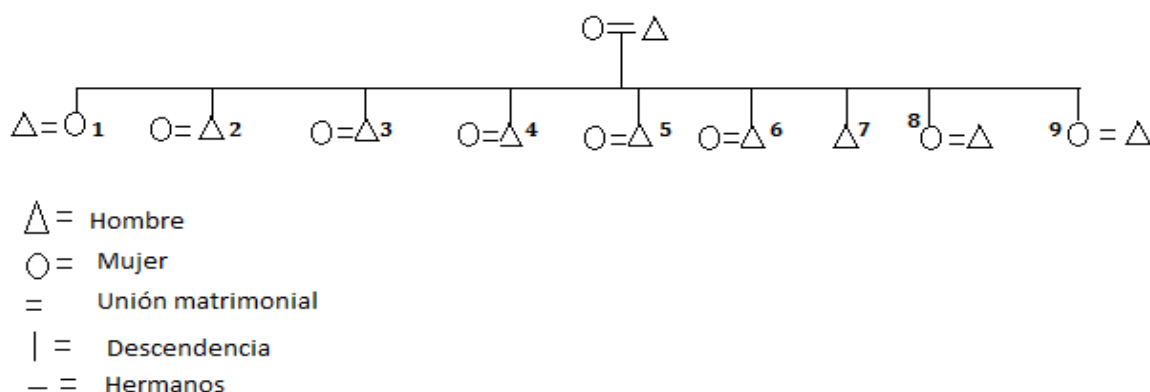 1 2 3 4 5 6 7 8 9
= Hombre
= Mujer
= Unión matrimonial
| = Descendencia
— = Hermanos